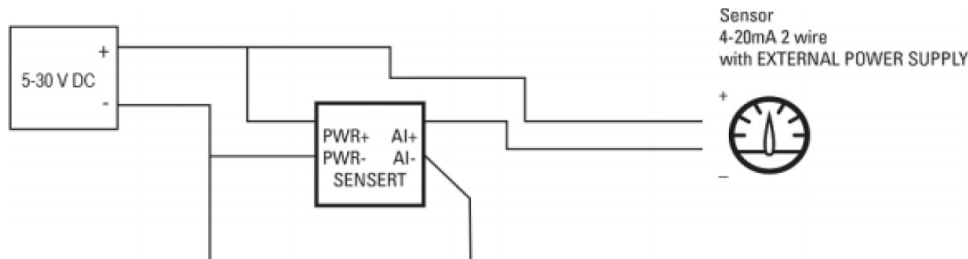 Sensor
4-20mA 2 wire
with EXTERNAL POWER SUPPLY
+
5-30 V DC
-
+
PWR+ AI+
PWR- AI-
SENSERT
–